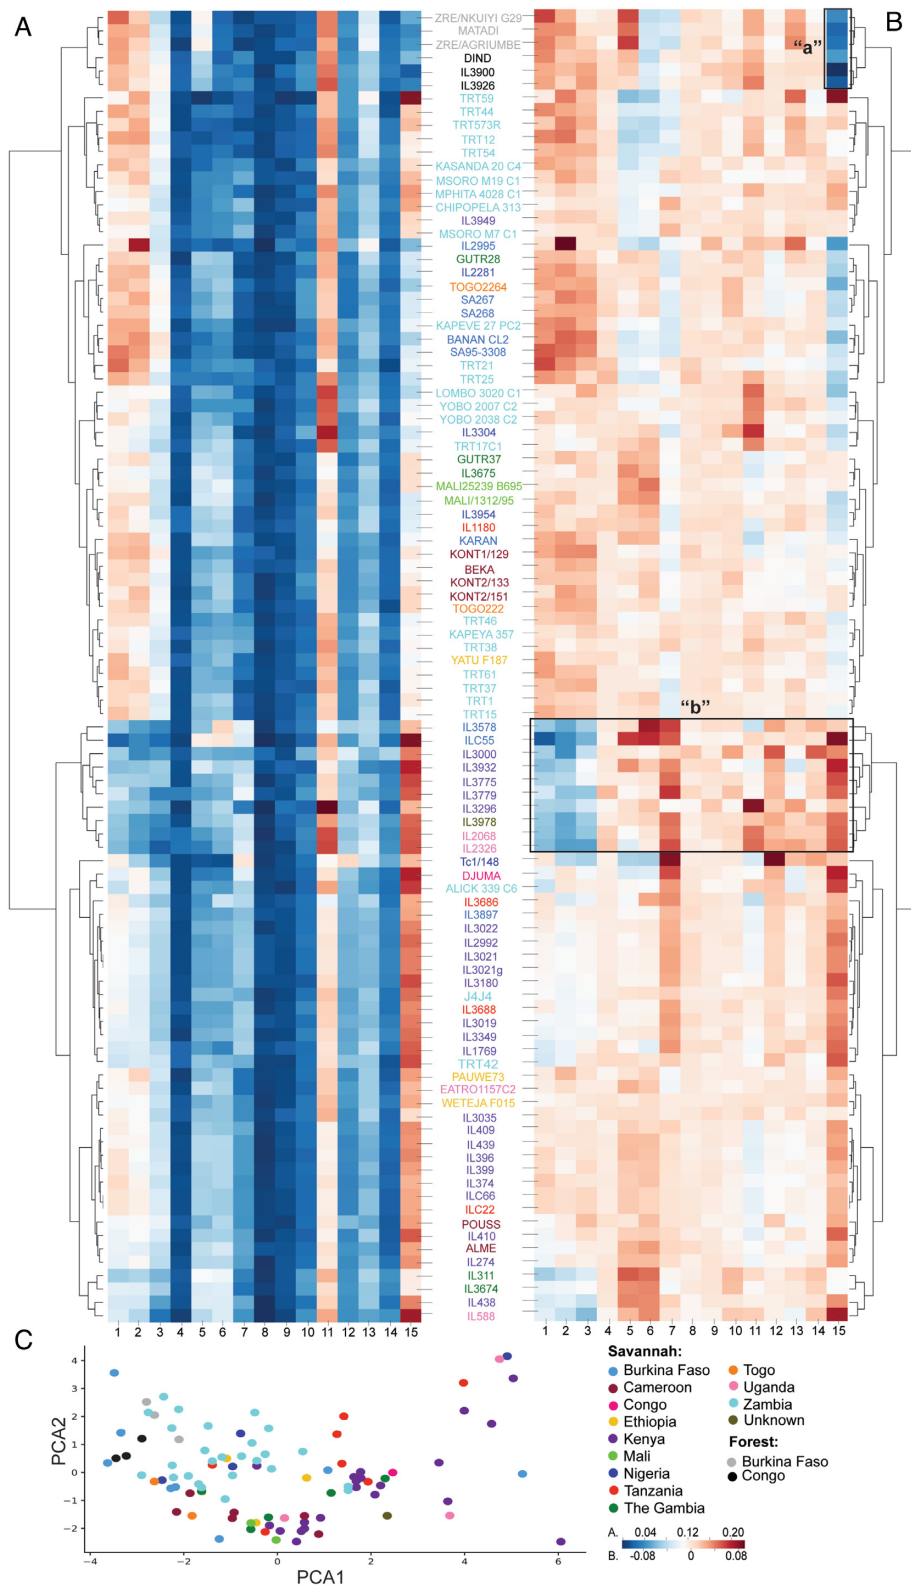 A
B
ZRE/NKUIYI G29
MATADI
ZRE/AGRIUMBE
"a"
DIND
IL3900
IL3926
TRT59
TRT44
TRT573R
TRT12
TRT54
KASANDA 20 C4
MSORO M19 C1
MPHITA 4028 C1
CHIPOPELA 313
IL3949
MSORO M7 C1
IL2995
GUTR28
IL2281
TOGO2264
SA267
SA268
KAPEVE 27 PC2
BANAN CL2
SA95-3308
TRT21
TRT25
LOMBO 3020 C1
YOBO 2007 C2
YOBO 2038 C2
IL3304
TRT17C1
GUTR37
IL3675
MALI25239 B695
MALI/1312/95
IL3954
IL1180
KARAN
KONT1/129
BEKA
KONT2/133
KONT2/151
TOGO222
TRT46
KAPEYA 357
TRT38
YATU F187
TRT61
TRT37
TRT1
TRT15
"b"
IL3578
ILC55
IL3000
IL3932
IL3775
IL3779
IL3296
IL3978
IL2068
IL2326
Tc1/148
DJUMA
ALICK 339 C6
IL3686
IL3897
IL3022
IL2992
IL3021
IL3021g
IL3180
J4J4
IL3688
IL3019
IL3349
IL1769
TRT42
PAUWE73
EATRO1157C2
WETEJA F015
IL3035
IL409
IL439
IL396
IL399
IL374
ILC66
ILC22
POUSS
IL410
ALME
IL274
IL311
IL3674
IL438
IL588
1 2 3 4 5 6 7 8 9 10 11 12 13 14 15
1 2 3 4 5 6 7 8 9 10 11 12 13 14 15
C
PCA2
4
3
2
1
0
−1
−2
−4 −2 0 2 4 6
PCA1
Savannah:
Burkina Faso
Cameroon
Congo
Ethiopia
Kenya
Mali
Nigeria
Tanzania
The Gambia
Togo
Uganda
Zambia
Unknown
Forest:
Burkina Faso
Congo
A. 0.04 0.12 0.20
B. -0.08 0 0.08